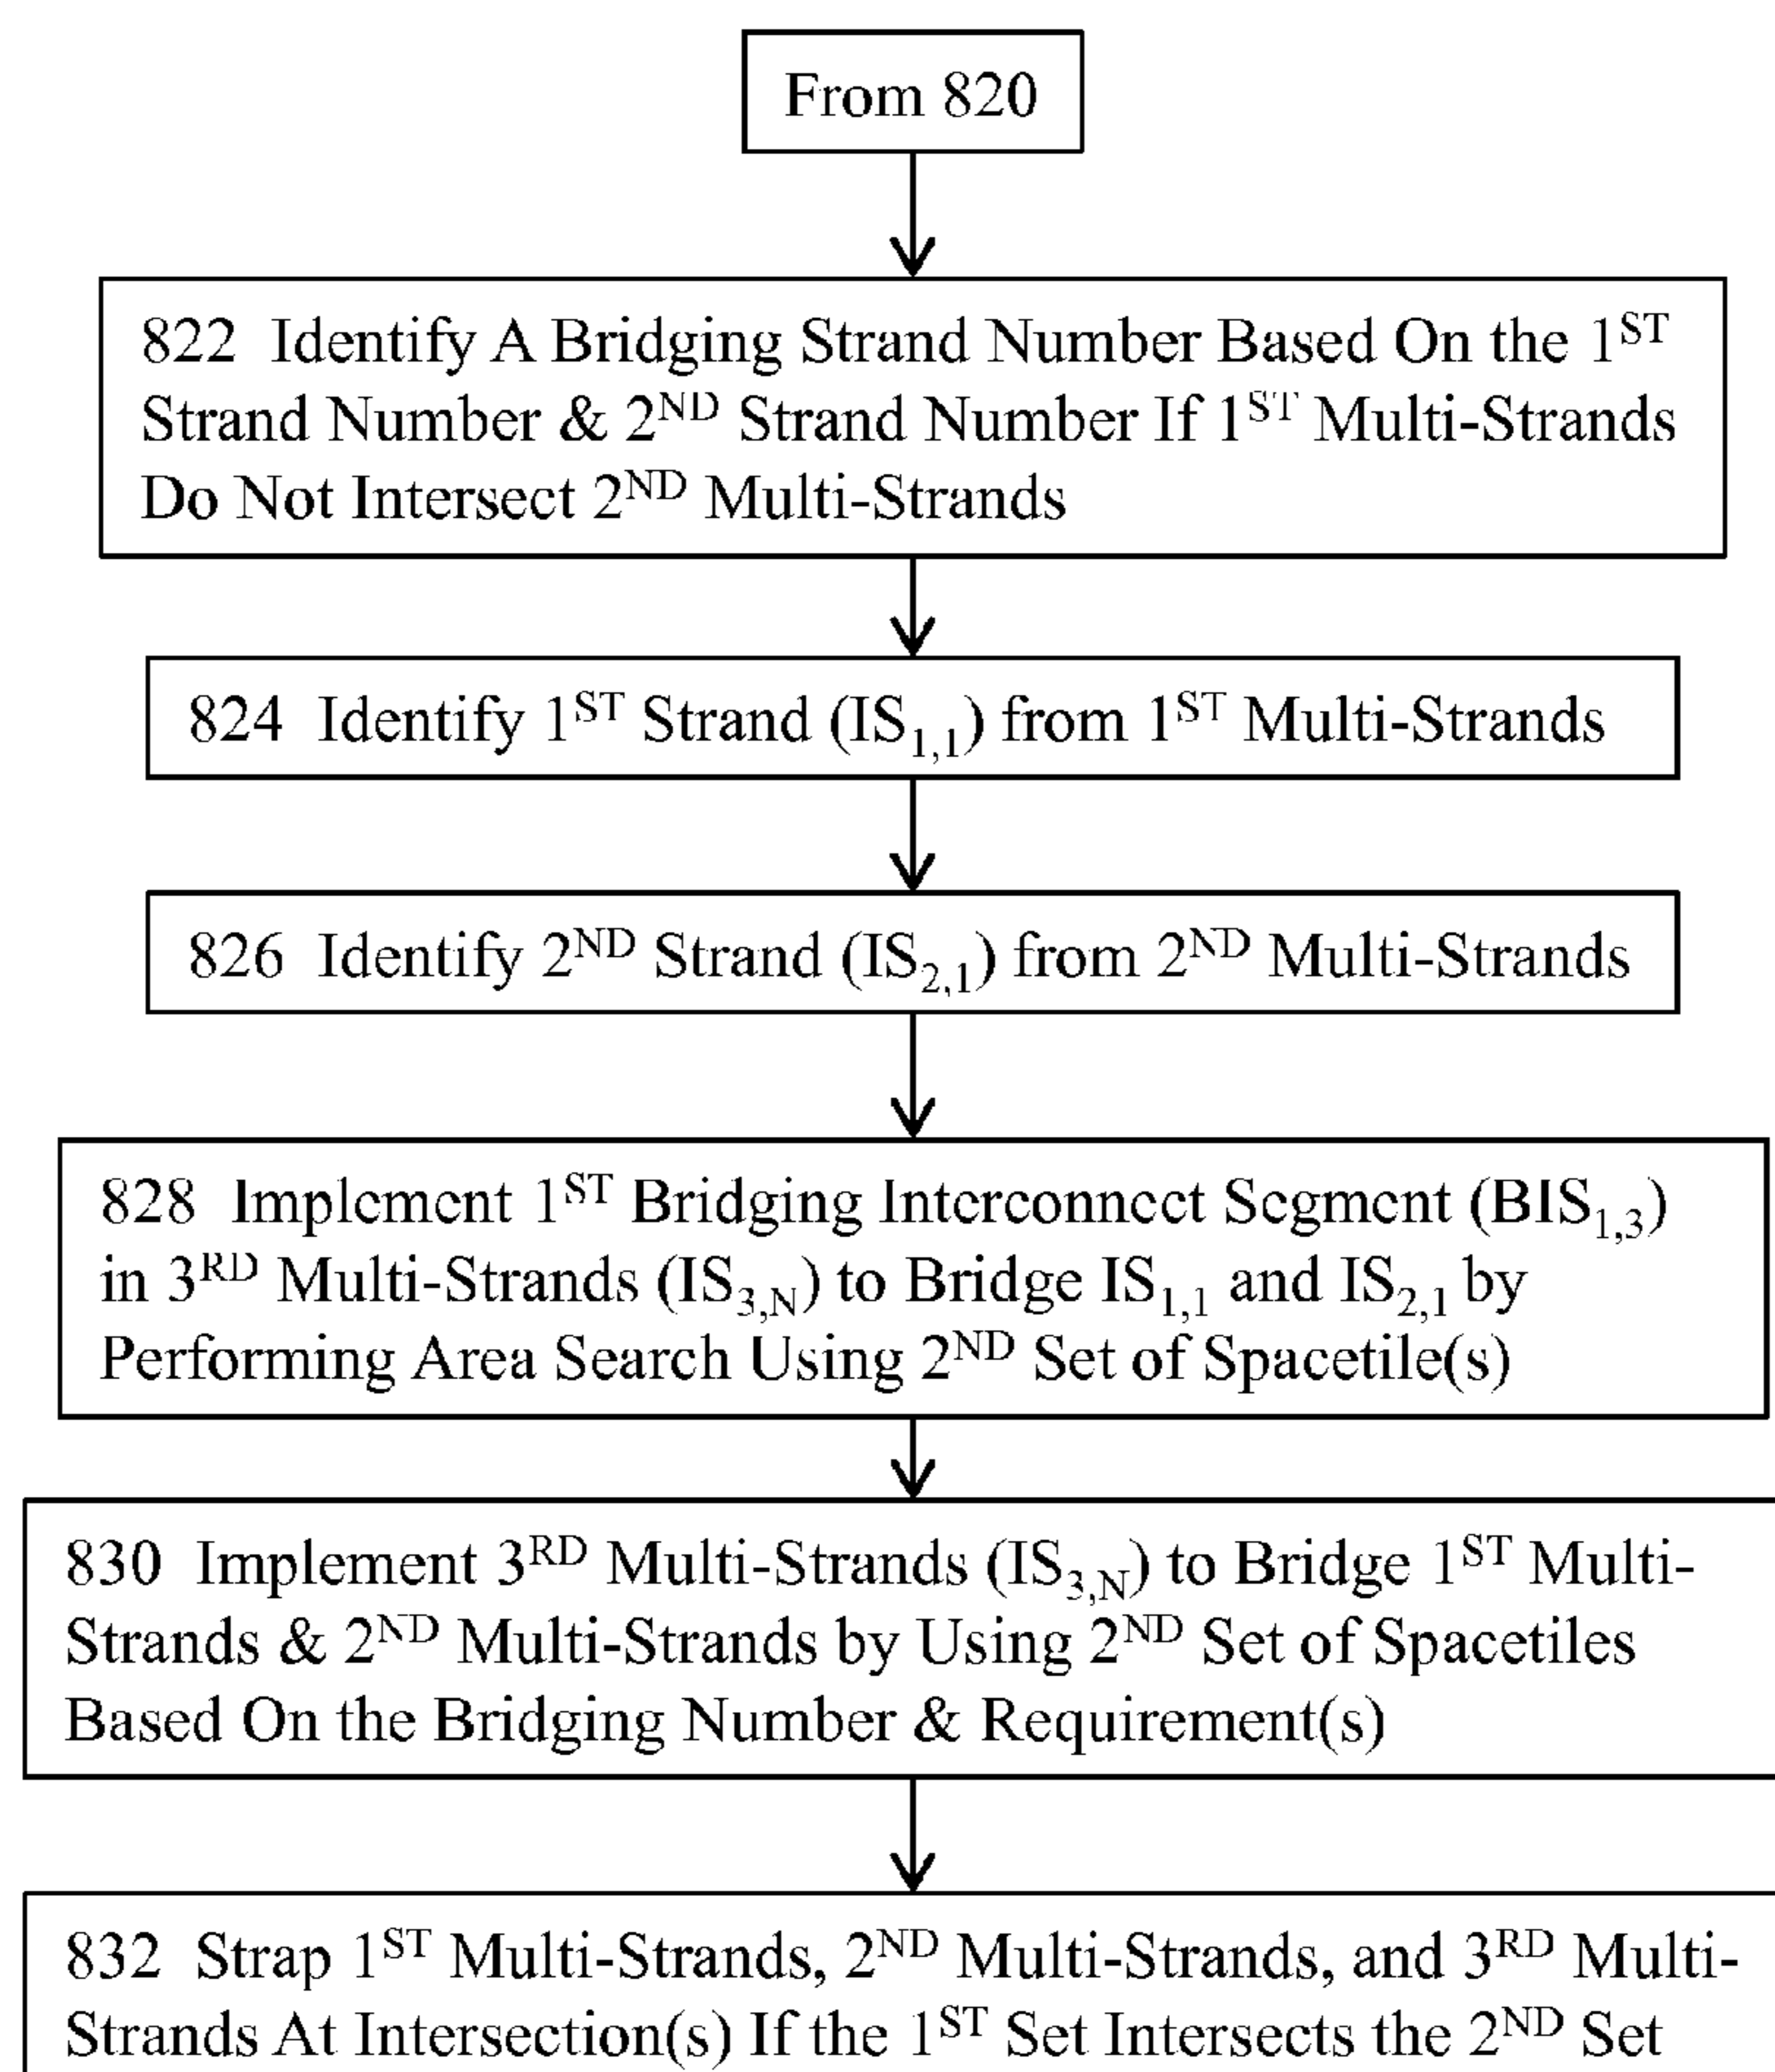 From 820
822 Identify A Bridging Strand Number Based On the 1ST
Strand Number & 2ND Strand Number If 1ST Multi-Strands
Do Not Intersect 2ND Multi-Strands
824 Identify 1ST Strand (IS1,1) from 1ST Multi-Strands
826 Identify 2ND Strand (IS2,1) from 2ND Multi-Strands
828 Implement 1ST Bridging Interconnect Segment (BIS1,3)
in 3RD Multi-Strands (IS3,N) to Bridge IS1,1 and IS2,1 by
Performing Area Search Using 2ND Set of Spacetile(s)
830 Implement 3RD Multi-Strands (IS3,N) to Bridge 1ST Multi-
Strands & 2ND Multi-Strands by Using 2ND Set of Spacetiles
Based On the Bridging Number & Requirement(s)
832 Strap 1ST Multi-Strands, 2ND Multi-Strands, and 3RD Multi-
Strands At Intersection(s) If the 1ST Set Intersects the 2ND Set